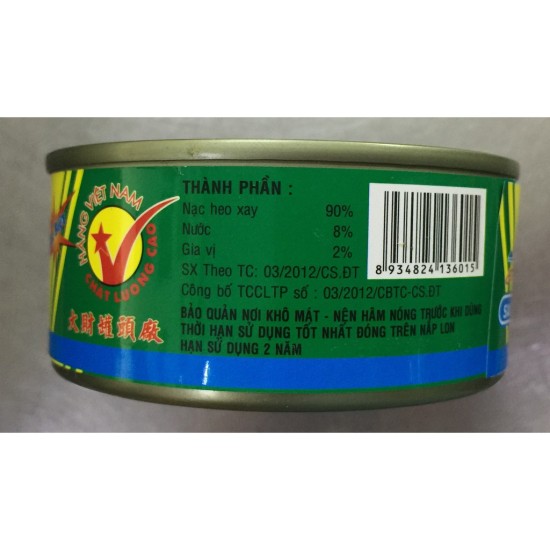 HÀNG VIỆT NAM
CHẤT LƯỢNG CAO
大財罐頭廠
THÀNH PHẦN :
Nạc heo xay 90%
Nước 8%
Gia vị 2%
SX Theo TC: 03/2012/CS.ĐT
Công bố TCCLTP số : 03/2012/CBTC-CS.ĐT
BẢO QUẢN NƠI KHÔ MÁT - NÊN HÂM NÓNG TRƯỚC KHI DÙNG
THỜI HẠN SỬ DỤNG TỐT NHẤT ĐÓNG TRÊN NẮP LON
HẠN SỬ DỤNG 2 NĂM
8 934824 136015